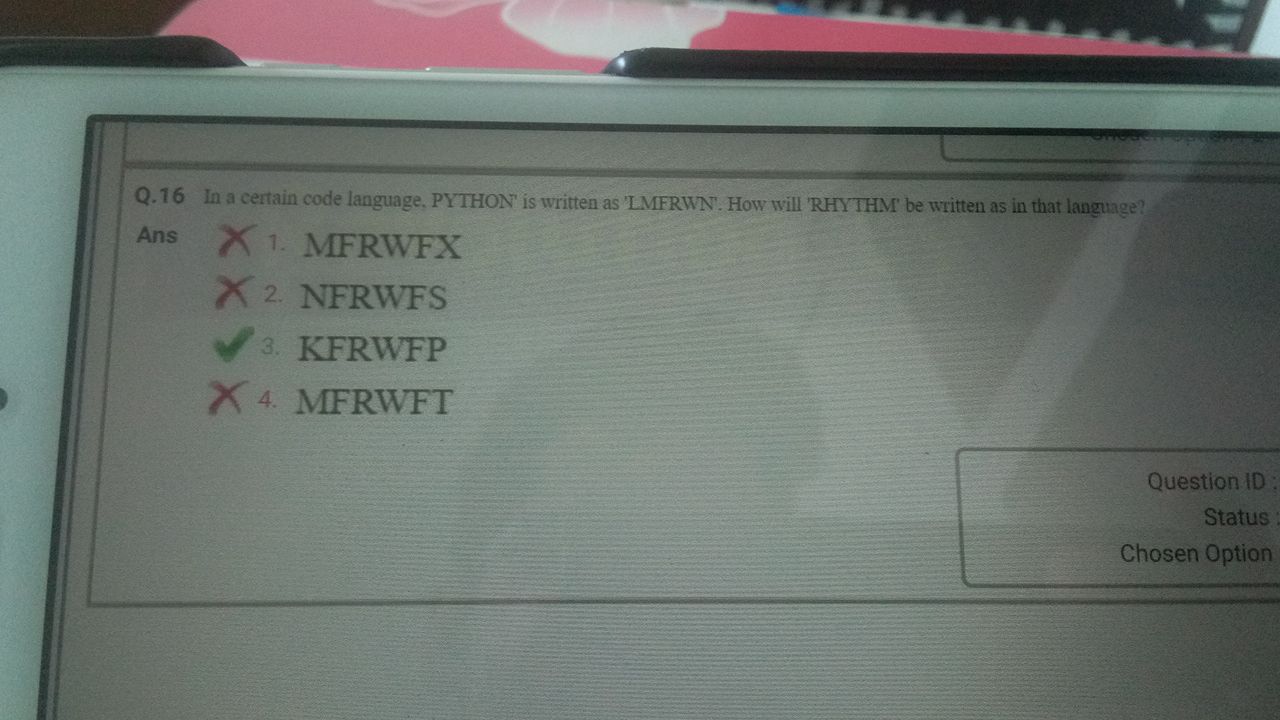 Q.16 In a certain code language, PYTHON' is written as 'LMFRWN'. How will 'RHYTHM' be written as in that language?
Ans 1. MFRWFX
2. NFRWFS
3. KFRWFP
4. MFRWFT
Question ID :
Status :
Chosen Option